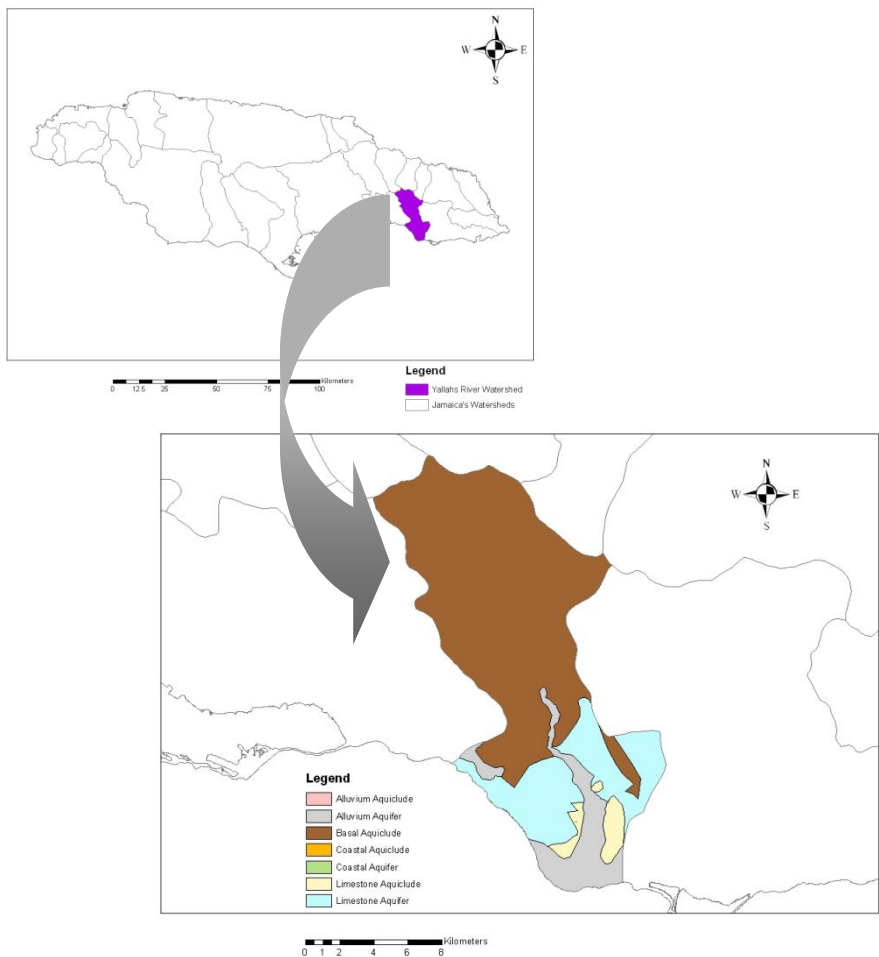 N
W E
S
Kilometers
0 12.5 25 50 75 100
Legend
Yallahs River Watershed
Jamaica's Watersheds
N
W E
S
Legend
Alluvium Aquiclude
Alluvium Aquifer
Basal Aquiclude
Coastal Aquiclude
Coastal Aquifer
Limestone Aquiclude
Limestone Aquifer
Kilometers
0 1 2 4 6 8